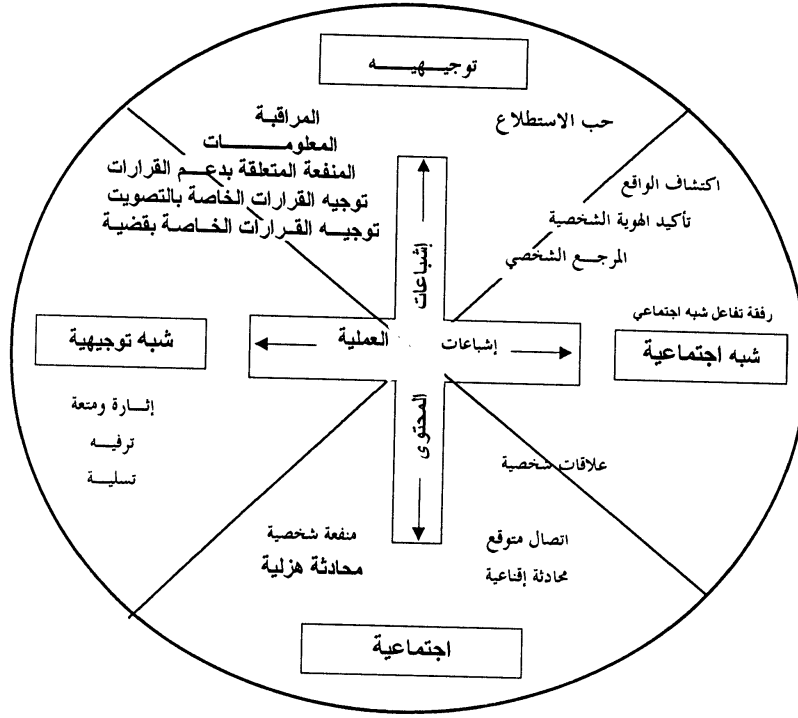 توجيهيه
حب الاستطلاع
المراقبة
المعلومات
المنفعة المتعلقة بدعم القرارات
توجيه القرارات الخاصة بالتصويت
توجيه القرارات الخاصة بقضية
اكتشاف الواقع
تأكيد الهوية الشخصية
المرجع الشخصي
إشباعات
رفقة تفاعل شبه اجتماعي
شبه اجتماعية
إشباعات
العملية
شبه توجيهية
إثارة ومتعة
ترفيه
تسلية
المحتوى
علاقات شخصية
اتصال متوقع
محادثة إقناعية
منفعة شخصية
محادثة هزلية
اجتماعية